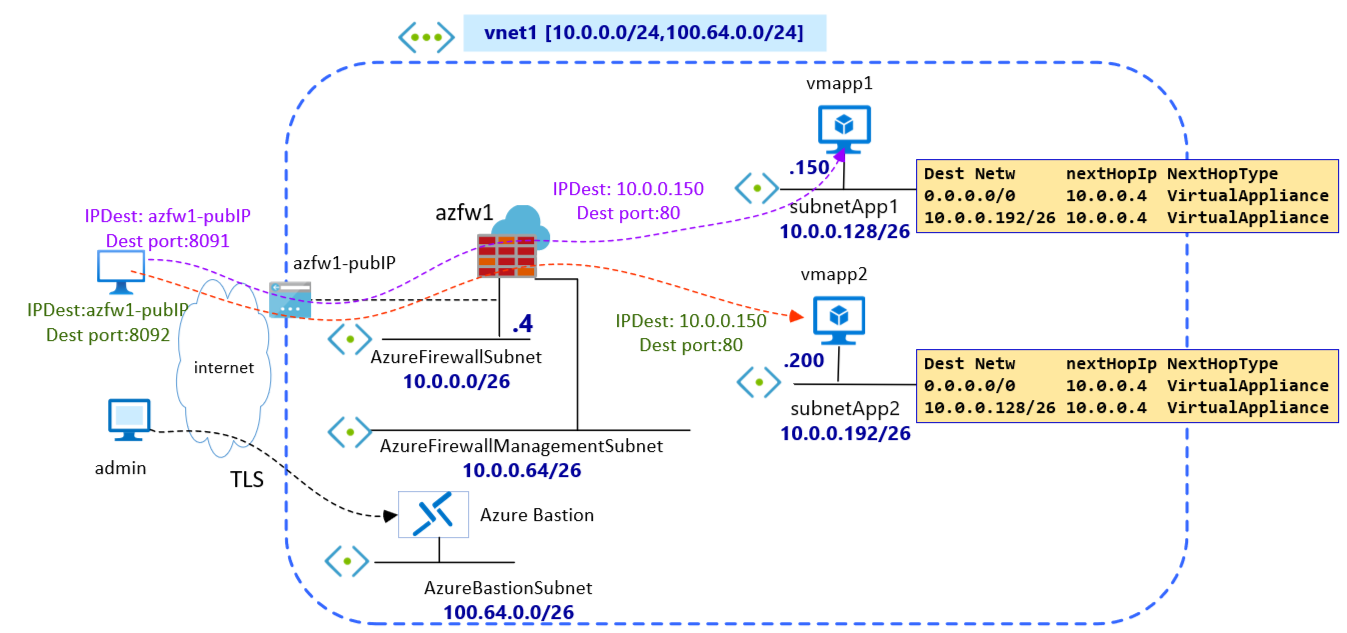 vnet1 [10.0.0.0/24,100.64.0.0/24]
vmapp1
.150
Dest Netw nextHopIp NextHopType
0.0.0.0/0 10.0.0.4 VirtualAppliance
10.0.0.192/26 10.0.0.4 VirtualAppliance
subnetApp1
10.0.0.128/26
IPDest: 10.0.0.150
Dest port:80
azfw1
IPDest: azfw1-pubIP
Dest port:8091
azfw1-pubIP
IPDest:azfw1-pubIP
Dest port:8092
internet
.4
AzureFirewallSubnet
10.0.0.0/26
vmapp2
IPDest: 10.0.0.150
Dest port:80
.200
Dest Netw nextHopIp NextHopType
0.0.0.0/0 10.0.0.4 VirtualAppliance
10.0.0.128/26 10.0.0.4 VirtualAppliance
subnetApp2
10.0.0.192/26
AzureFirewallManagementSubnet
10.0.0.64/26
admin
TLS
Azure Bastion
AzureBastionSubnet
100.64.0.0/26